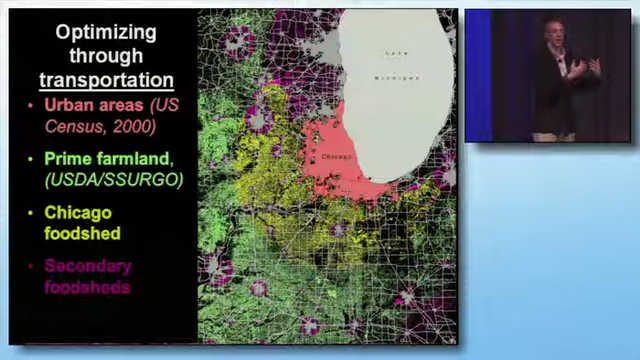 Optimizing
through
transportation
• Urban areas (US
Census, 2000)
• Prime farmland,
(USDA/SSURGO)
• Chicago
foodshed
• Secondary
foodsheds
Lake
Michigan
Chicago